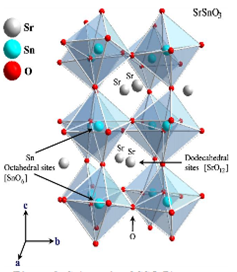 SrSnO3
Sr
Sn
O
Sr
Sr
Sr
Sr
Sn
Octahedral sites
[SnO6]
Dodecahedral
sites [SrO12]
O
c
b
a